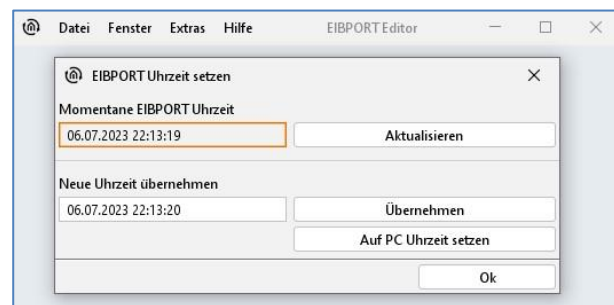 Datei Fenster Extras Hilfe EIBPORT Editor
EIBPORT Uhrzeit setzen
Momentane EIBPORT Uhrzeit
06.07.2023 22:13:19 Aktualisieren
Neue Uhrzeit übernehmen
06.07.2023 22:13:20 Übernehmen
Auf PC Uhrzeit setzen
Ok